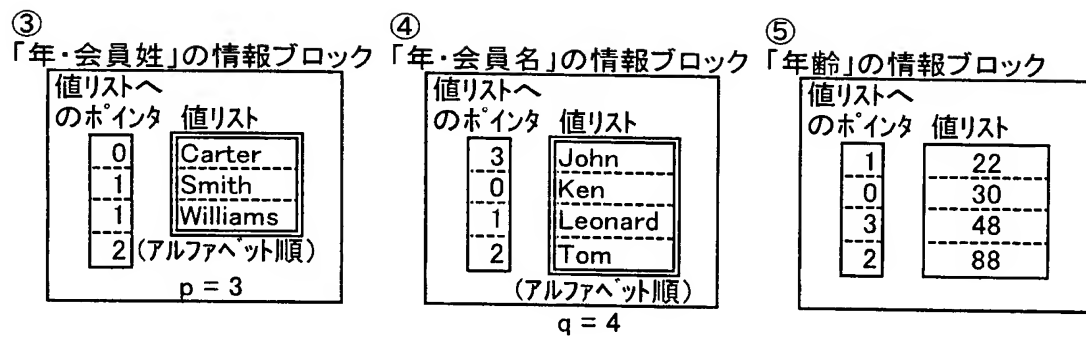 ③
「年・会員姓」の情報ブロック
値リストへ
のポインタ 値リスト
0 Carter
1 Smith
1 Williams
2 (アルファベット順)
p = 3
④
「年・会員名」の情報ブロック
値リストへ
のポインタ 値リスト
3 John
0 Ken
1 Leonard
2 Tom
(アルファベット順)
q = 4
⑤
「年齢」の情報ブロック
値リストへ
のポインタ 値リスト
1 22
0 30
3 48
2 88